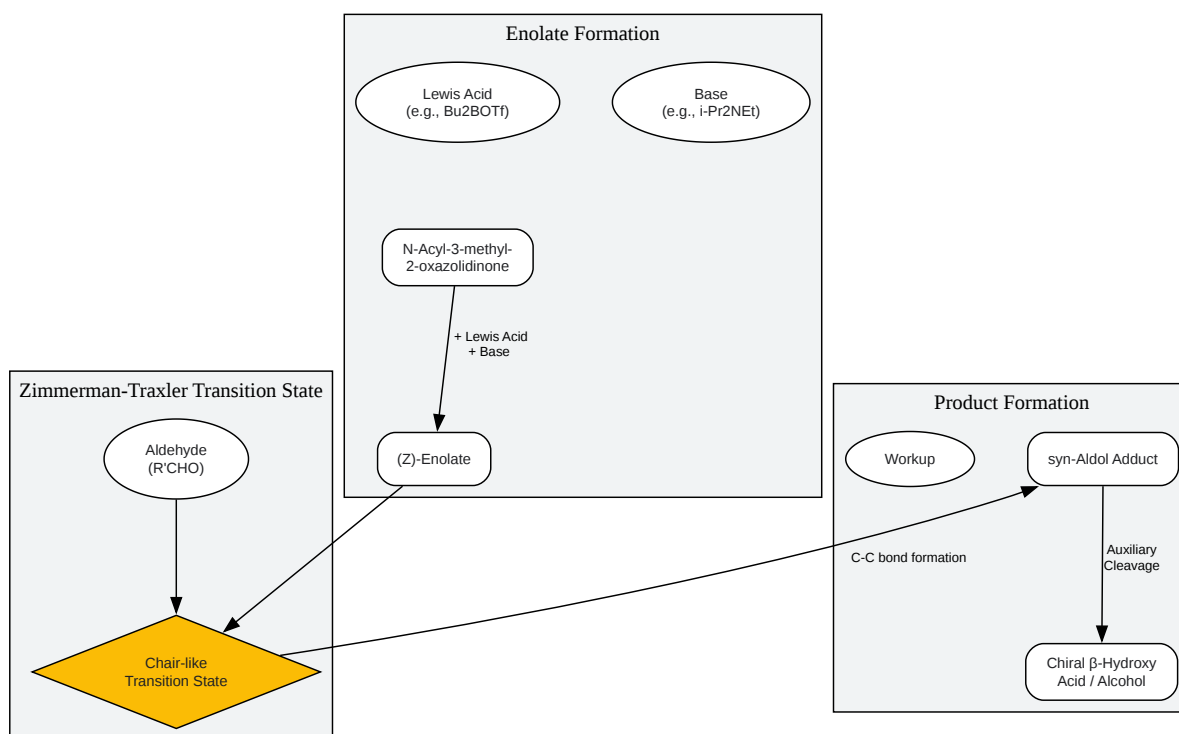 Enolate Formation
Lewis Acid
(e.g., Bu2BOTf)
Base
(e.g., i-Pr2NEt)
N-Acyl-3-methyl-
2-oxazolidinone
+ Lewis Acid
+ Base
(Z)-Enolate
Zimmerman-Traxler Transition State
Aldehyde
(R'CHO)
Chair-like
Transition State
C-C bond formation
Product Formation
Workup
syn-Aldol Adduct
Auxiliary
Cleavage
Chiral β-Hydroxy
Acid / Alcohol